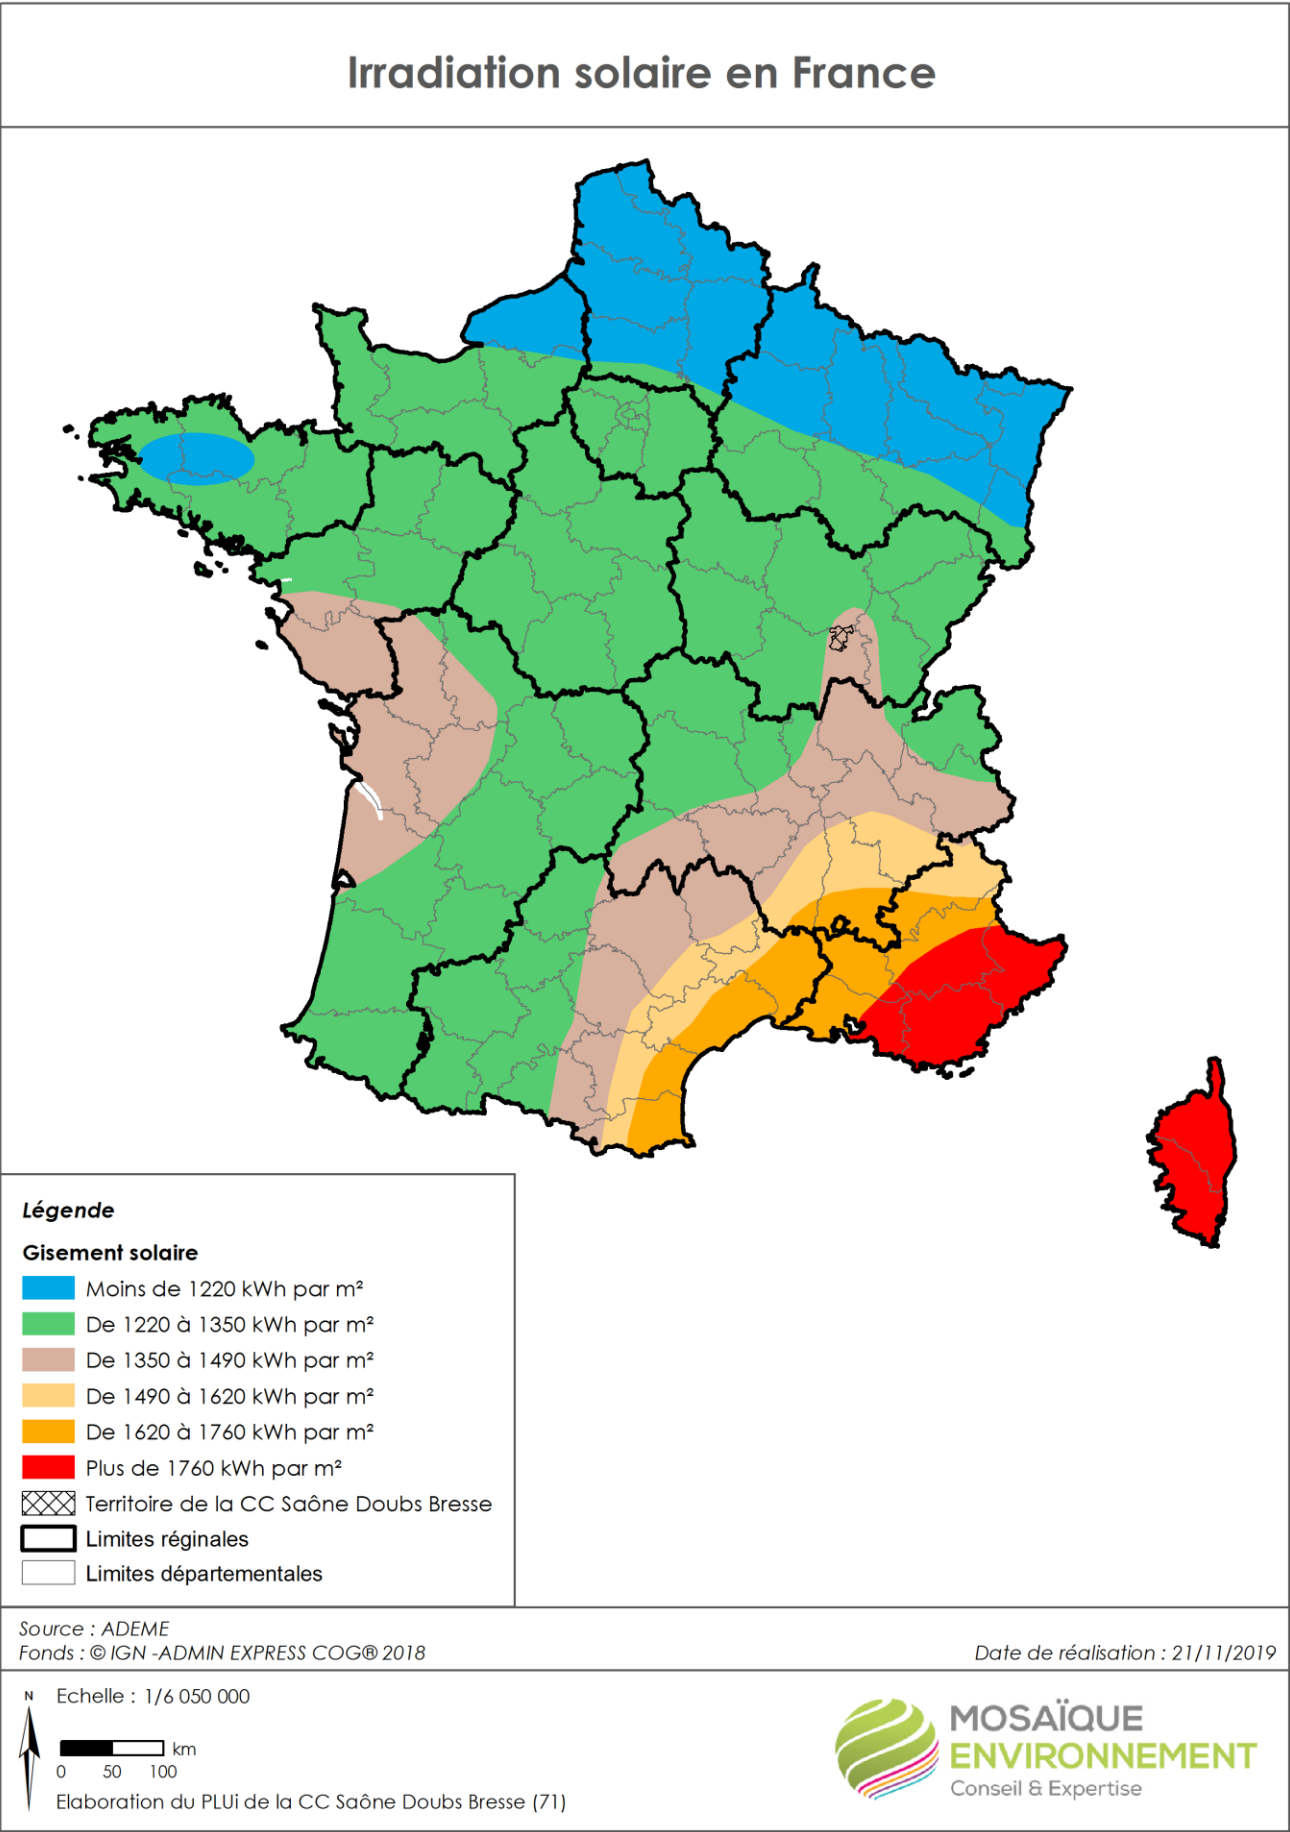 Irradiation solaire en France
Légende
Gisement solaire
Moins de 1220 kWh par m²
De 1220 à 1350 kWh par m²
De 1350 à 1490 kWh par m²
De 1490 à 1620 kWh par m²
De 1620 à 1760 kWh par m²
Plus de 1760 kWh par m²
Territoire de la CC Saône Doubs Bresse
Limites réginales
Limites départementales
Source : ADEME
Fonds : © IGN -ADMIN EXPRESS COG® 2018
Date de réalisation : 21/11/2019
N
Echelle : 1/6 050 000
km
0 50 100
Elaboration du PLUi de la CC Saône Doubs Bresse (71)
MOSAÏQUE
ENVIRONNEMENT
Conseil & Expertise